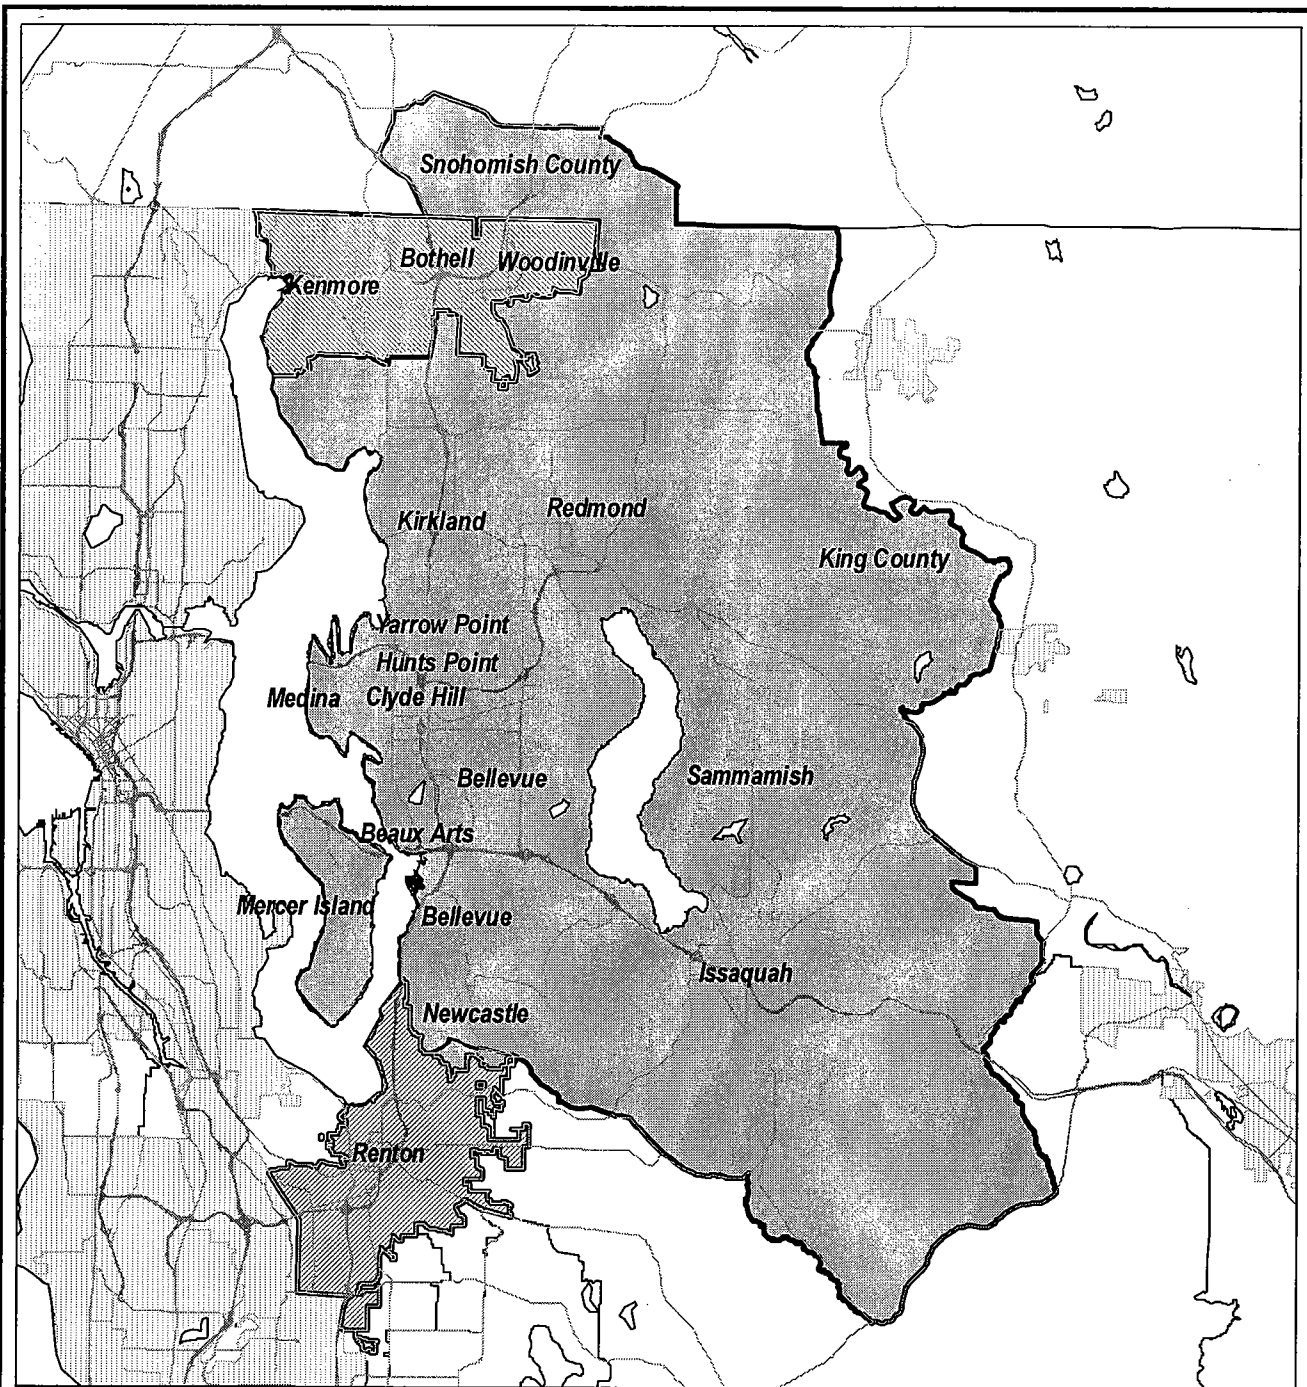 Snohomish County
Bothell
Woodinville
Kenmore
Kirkland
Redmond
King County
Yarrow Point
Hunts Point
Medina
Clyde Hill
Bellevue
Sammamish
Beaux Arts
Mercer Island
Bellevue
Issaquah
Newcastle
Renton